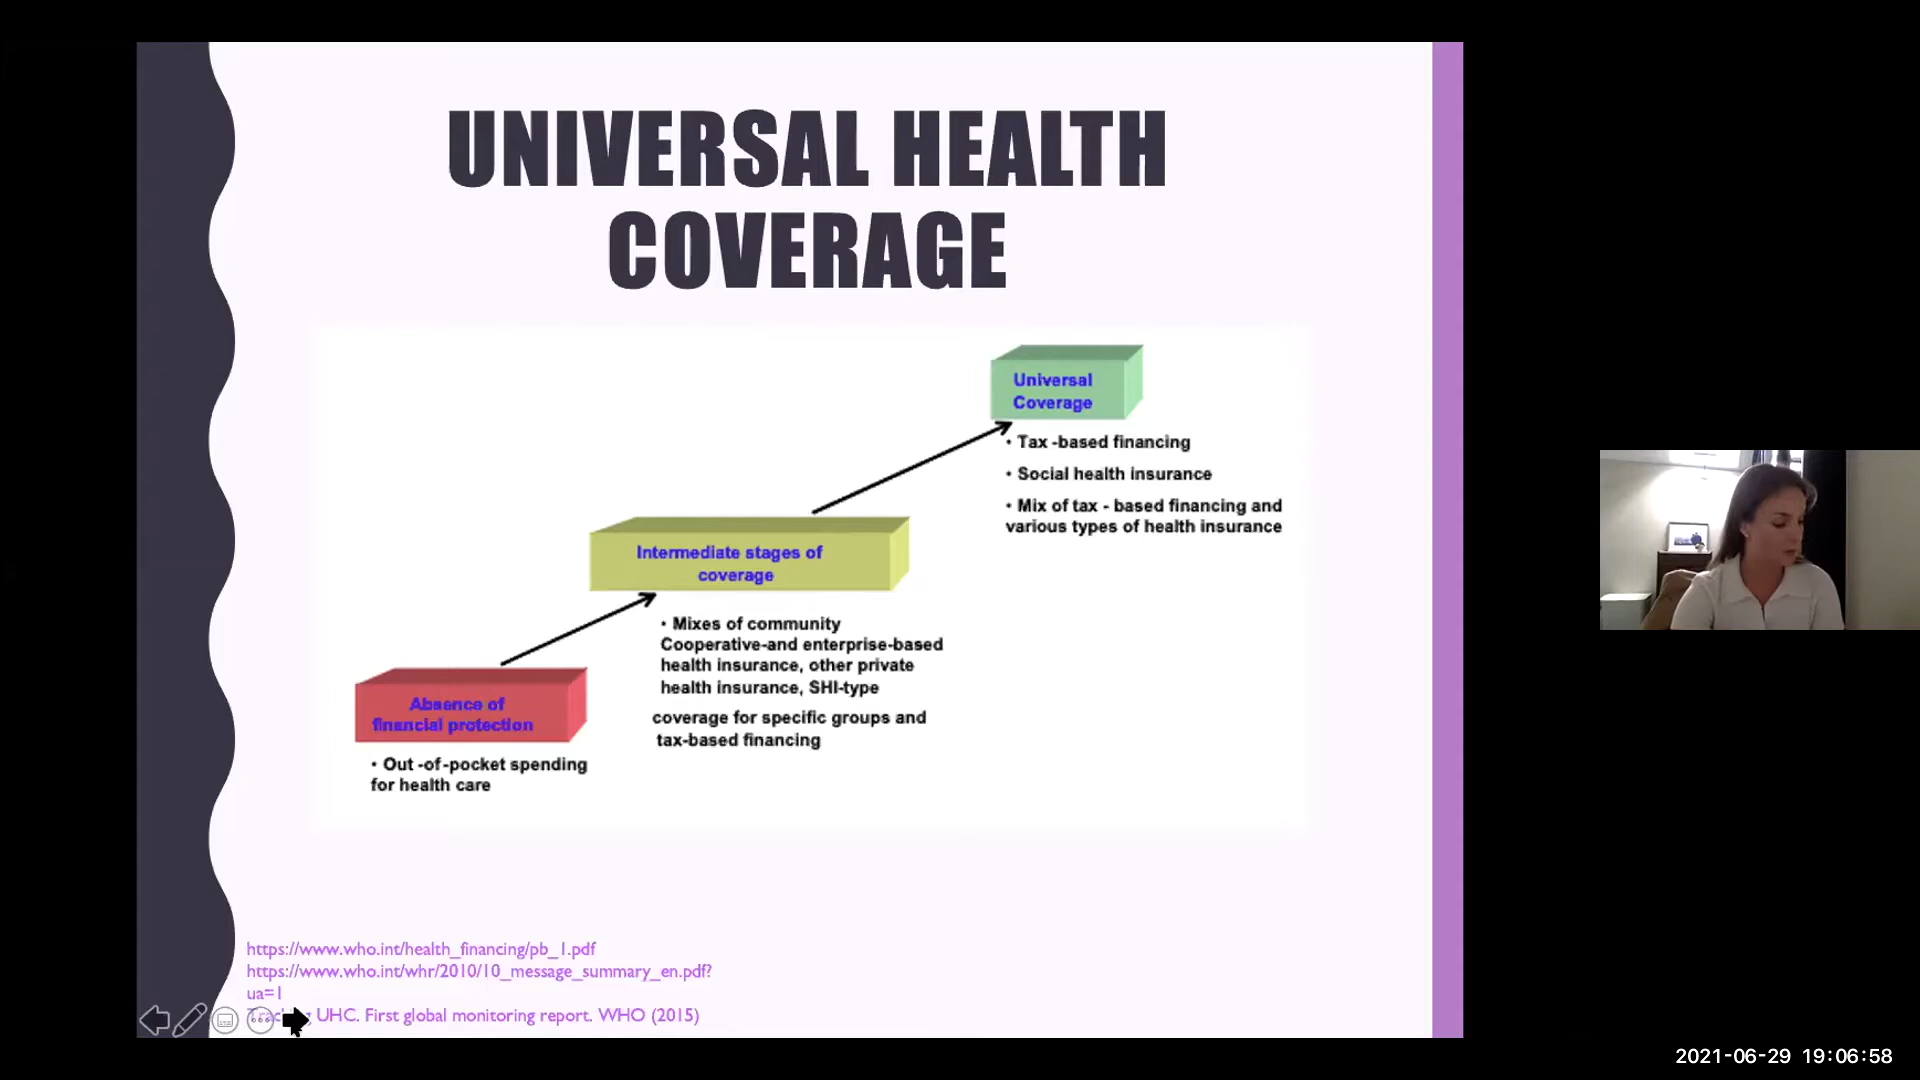 UNIVERSAL HEALTH
COVERAGE
Universal
Coverage
• Tax -based financing
• Social health insurance
• Mix of tax - based financing and
various types of health insurance
Intermediate stages of
coverage
• Mixes of community
Cooperative-and enterprise-based
health insurance, other private
health insurance, SHI-type
coverage for specific groups and
tax-based financing
Absence of
financial protection
• Out -of-pocket spending
for health care
https://www.who.int/health_financing/pb_1.pdf
https://www.who.int/whr/2010/10_message_summary_en.pdf?
ua=1
UHC. First global monitoring report. WHO (2015)
2021-06-29 19:06:58